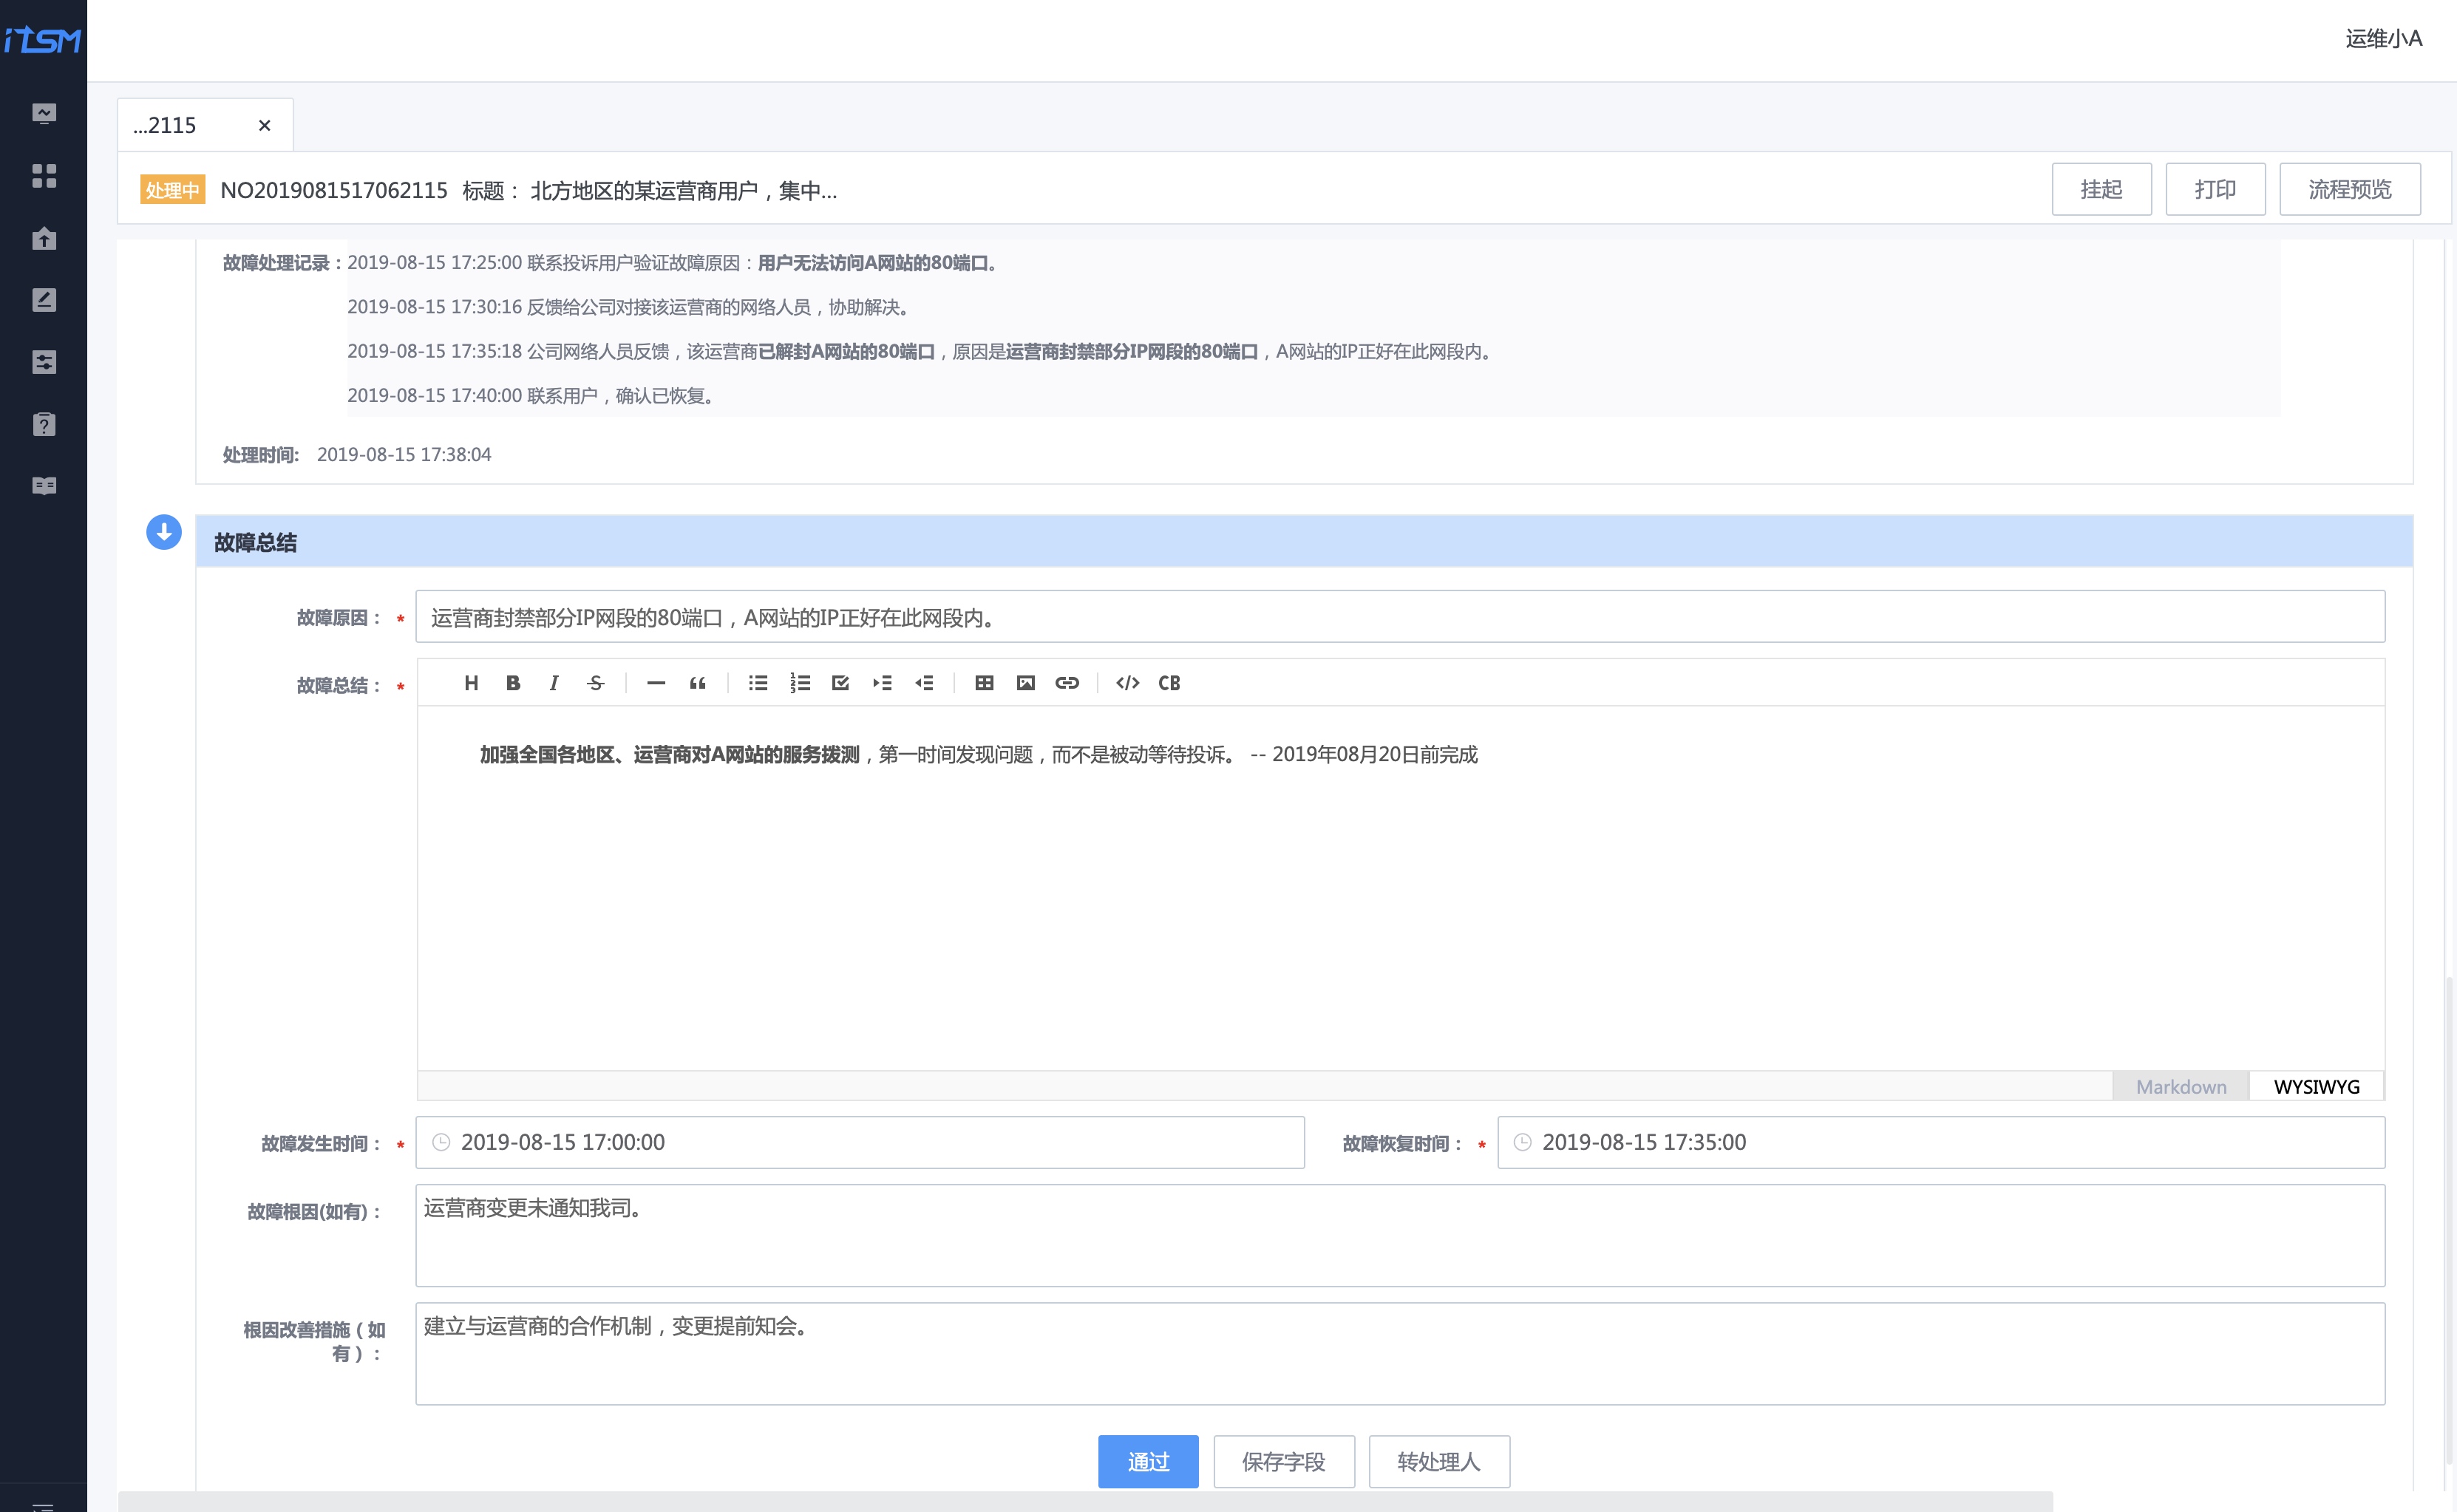 iTSM
运维小A
...2115
处理中 NO2019081517062115 标题： 北方地区的某运营商用户，集中...
挂起 打印 流程预览
故障处理记录：2019-08-15 17:25:00 联系投诉用户验证故障原因：用户无法访问A网站的80端口。
2019-08-15 17:30:16 反馈给公司对接该运营商的网络人员，协助解决。
2019-08-15 17:35:18 公司网络人员反馈，该运营商已解封A网站的80端口，原因是运营商封禁部分IP网段的80端口，A网站的IP正好在此网段内。
2019-08-15 17:40:00 联系用户，确认已恢复。
处理时间: 2019-08-15 17:38:04
故障总结
故障原因： * 运营商封禁部分IP网段的80端口，A网站的IP正好在此网段内。
故障总结： * H B I S </> CB
加强全国各地区、运营商对A网站的服务拨测，第一时间发现问题，而不是被动等待投诉。 -- 2019年08月20日前完成
Markdown WYSIWYG
故障发生时间： * 2019-08-15 17:00:00 故障恢复时间： * 2019-08-15 17:35:00
故障根因(如有)： 运营商变更未通知我司。
根因改善措施（如 建立与运营商的合作机制，变更提前知会。
有）：
通过 保存字段 转处理人